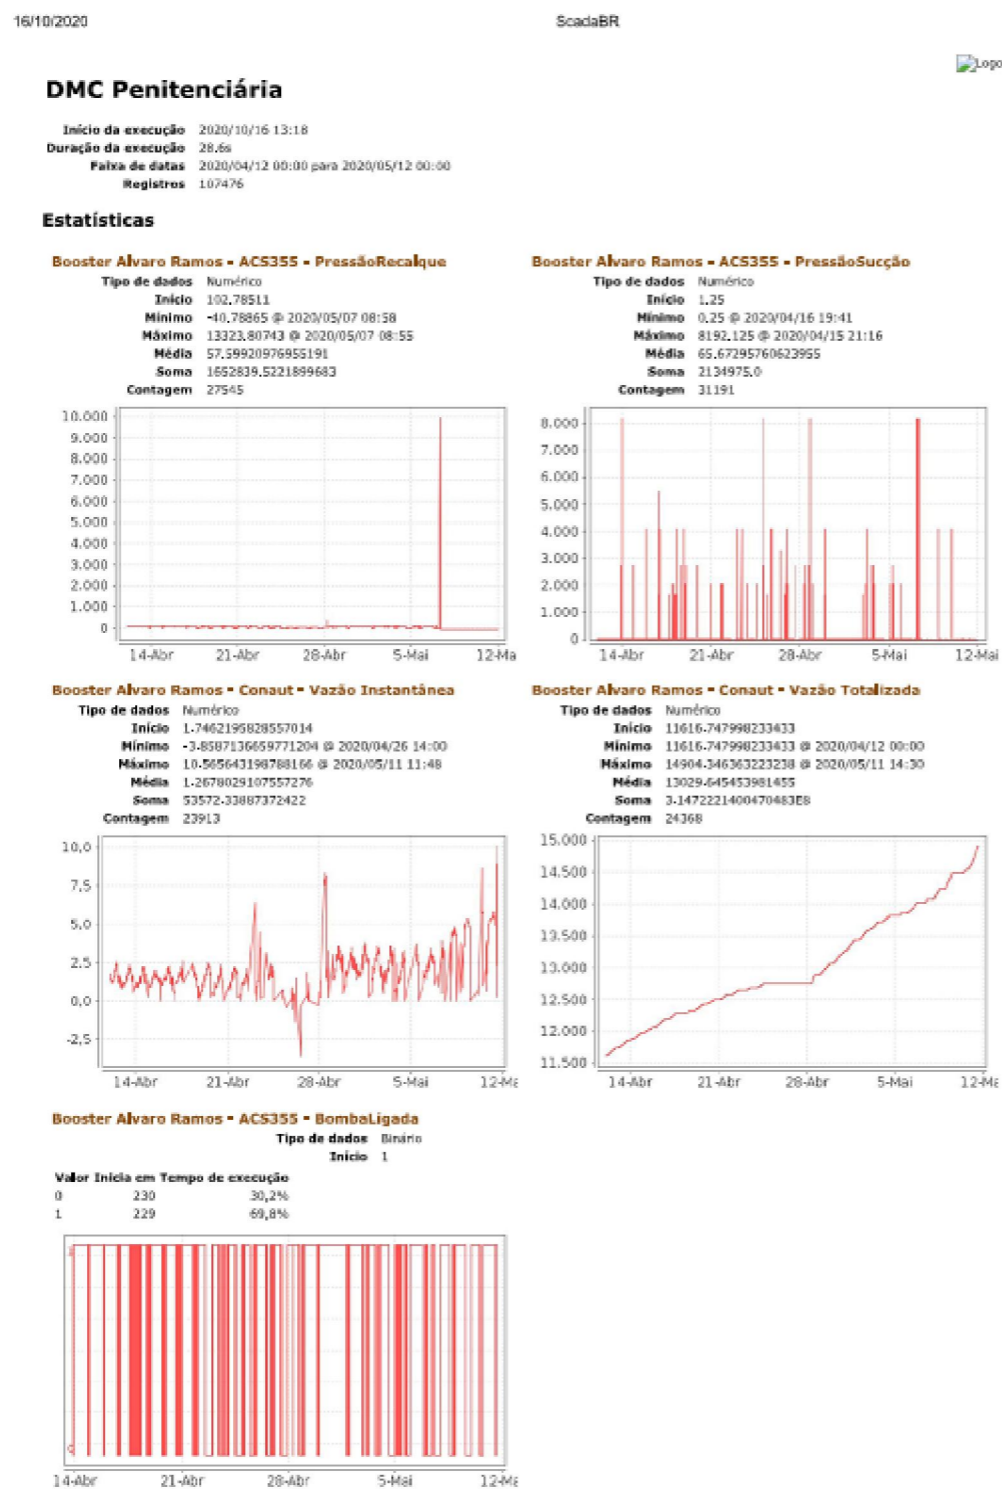 16/10/2020 ScadaBR
Logo
DMC Penitenciária
Início da execução 2020/10/16 13:18
Duração da execução 28.6s
Faixa de datas 2020/04/12 00:00 para 2020/05/12 00:00
Registros 107476
Estatísticas
Booster Alvaro Ramos - ACS355 - PressãoRecalque
Tipo de dados Numérico
Início 102.78511
Mínimo -40.78865 @ 2020/05/07 08:58
Máximo 13323.80743 @ 2020/05/07 08:55
Média 57.59920976955191
Soma 1652839.5221899683
Contagem 27545
10.000
9.000
8.000
7.000
6.000
5.000
4.000
3.000
2.000
1.000
0
14-Abr 21-Abr 28-Abr 5-Mai 12-Ma
Booster Alvaro Ramos - ACS355 - PressãoSucção
Tipo de dados Numérico
Início 1.25
Mínimo 0.25 @ 2020/04/16 19:41
Máximo 8192.125 @ 2020/04/15 21:16
Média 65.67295760623955
Soma 2134975.0
Contagem 31191
8.000
7.000
6.000
5.000
4.000
3.000
2.000
1.000
0
14-Abr 21-Abr 28-Abr 5-Mai 12-Mai
Booster Alvaro Ramos - Conaut - Vazão Instantânea
Tipo de dados Numérico
Início 1.7462195828557014
Mínimo -3.8587136659771204 @ 2020/04/26 14:00
Máximo 10.565643198788166 @ 2020/05/11 11:48
Média 1.2678029107557276
Soma 53572.33887372422
Contagem 23913
10,0
7,5
5,0
2,5
0,0
-2,5
14-Abr 21-Abr 28-Abr 5-Mai 12-Ma
Booster Alvaro Ramos - Conaut - Vazão Totalizada
Tipo de dados Numérico
Início 11616.747998233433
Mínimo 11616.747998233433 @ 2020/04/12 00:00
Máximo 14904.346363223238 @ 2020/05/11 14:30
Média 13029.645453981455
Soma 3.1472221400470483E8
Contagem 24368
15.000
14.500
14.000
13.500
13.000
12.500
12.000
11.500
14-Abr 21-Abr 28-Abr 5-Mai 12-Ma
Booster Alvaro Ramos - ACS355 - BombaLigada
Tipo de dados Binário
Início 1
Valor Inicia em Tempo de execução
0 230 30,2%
1 229 69,8%
1
0
14-Abr 21-Abr 28-Abr 5-Mai 12-Ma